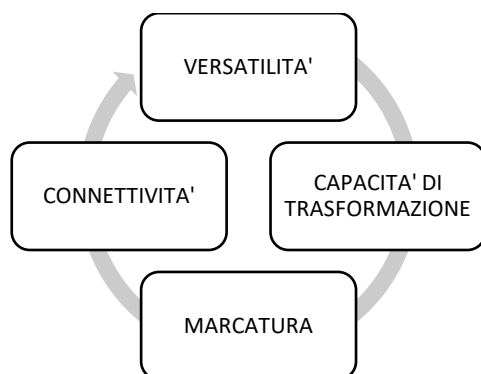 VERSATILITA'
CAPACITA' DI
TRASFORMAZIONE
MARCATURA
CONNETTIVITA'